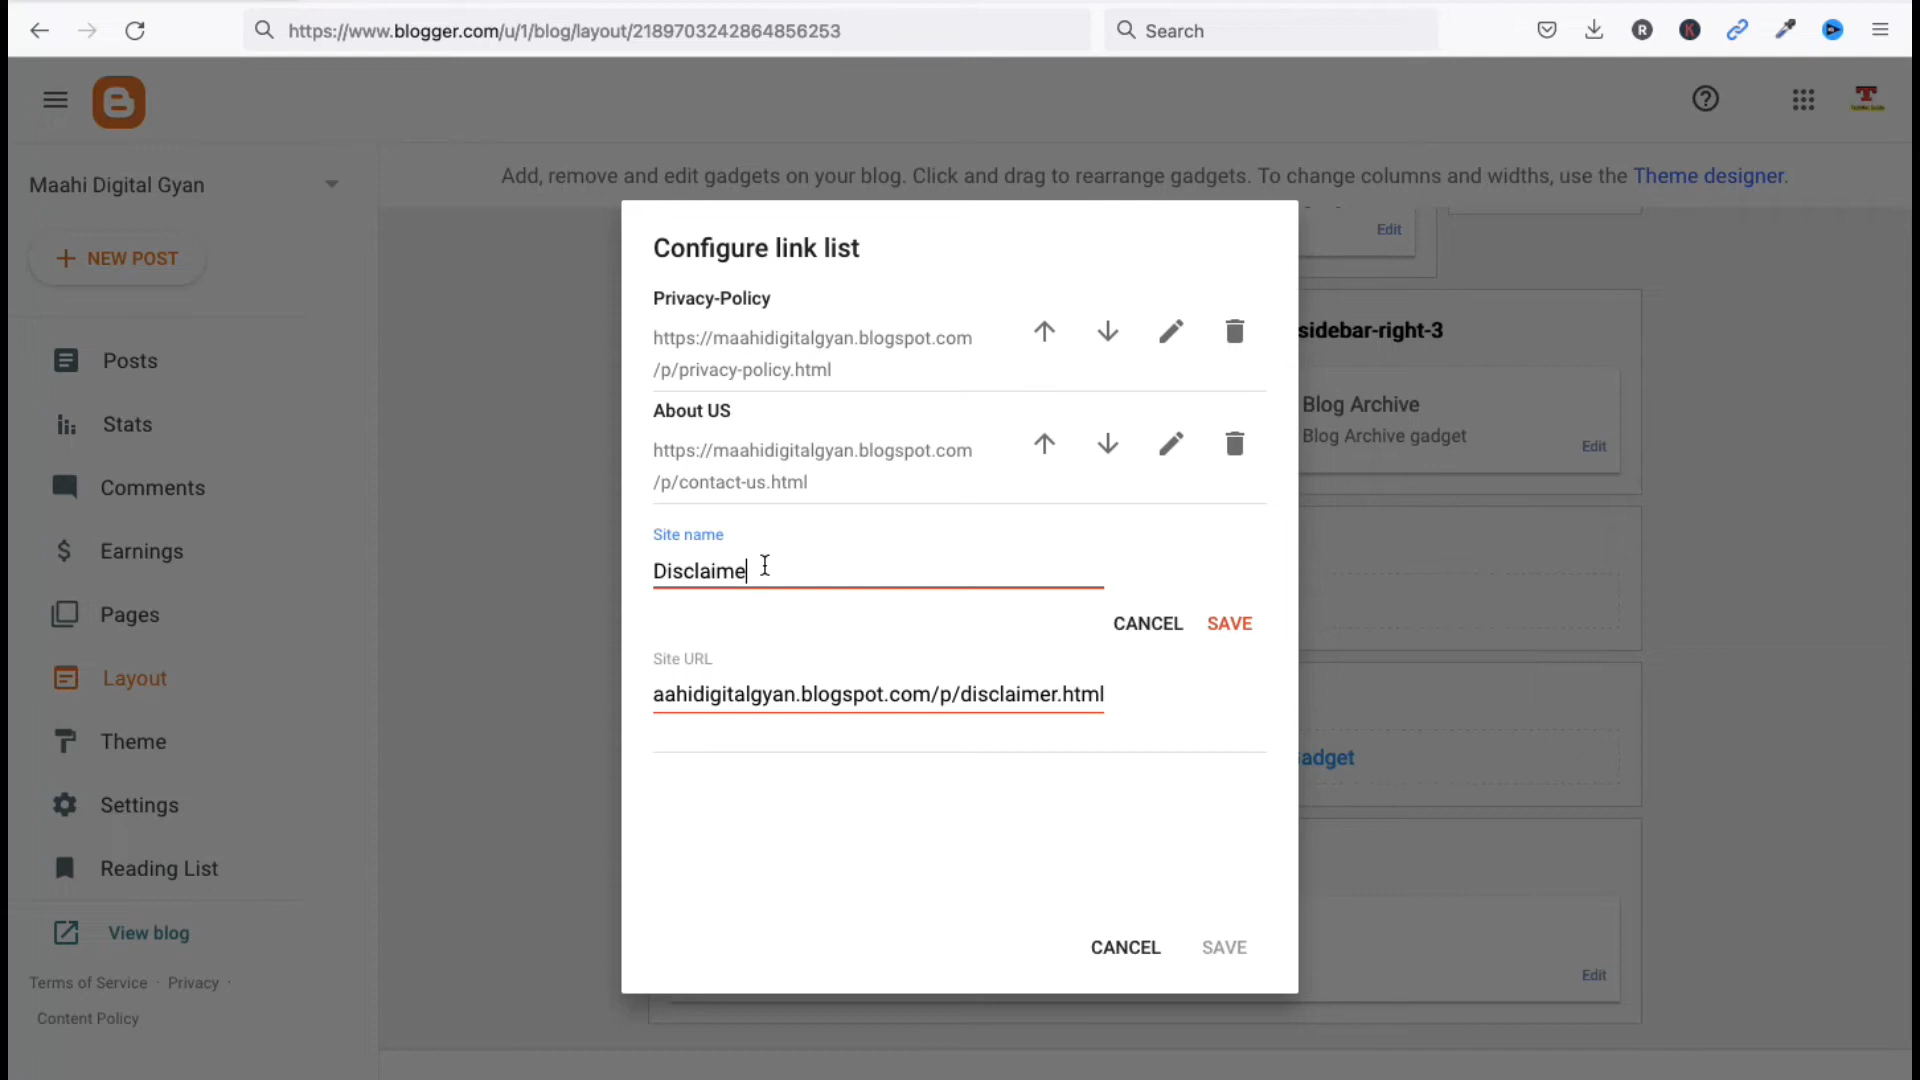 https://www.blogger.com/u/1/blog/layout/2189703242864856253
Search
R
K
Maahi Digital Gyan
Add, remove and edit gadgets on your blog. Click and drag to rearrange gadgets. To change columns and widths, use the Theme designer.
NEW POST
Posts
Stats
Comments
Earnings
Pages
Layout
Theme
Settings
Reading List
View blog
Terms of Service · Privacy ·
Content Policy
Configure link list
Privacy-Policy
https://maahidigitalgyan.blogspot.com
/p/privacy-policy.html
About US
https://maahidigitalgyan.blogspot.com
/p/contact-us.html
Site name
Disclaime
CANCEL SAVE
Site URL
aahidigitalgyan.blogspot.com/p/disclaimer.html
CANCEL SAVE
Edit
sidebar-right-3
Blog Archive
Blog Archive gadget
Edit
adget
Edit